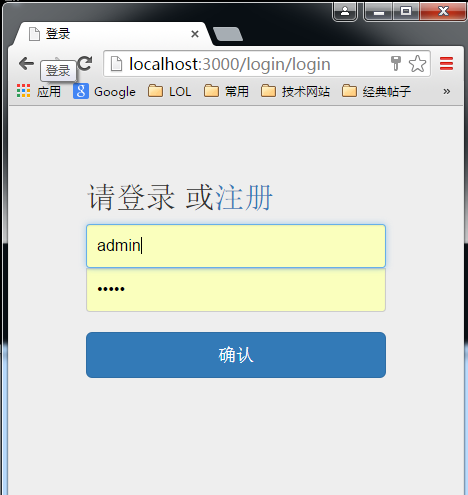 登录
localhost:3000/login/login
登录
应用 Google LOL 常用 技术网站 经典帖子 »
请登录 或注册
admin
•••••
确认